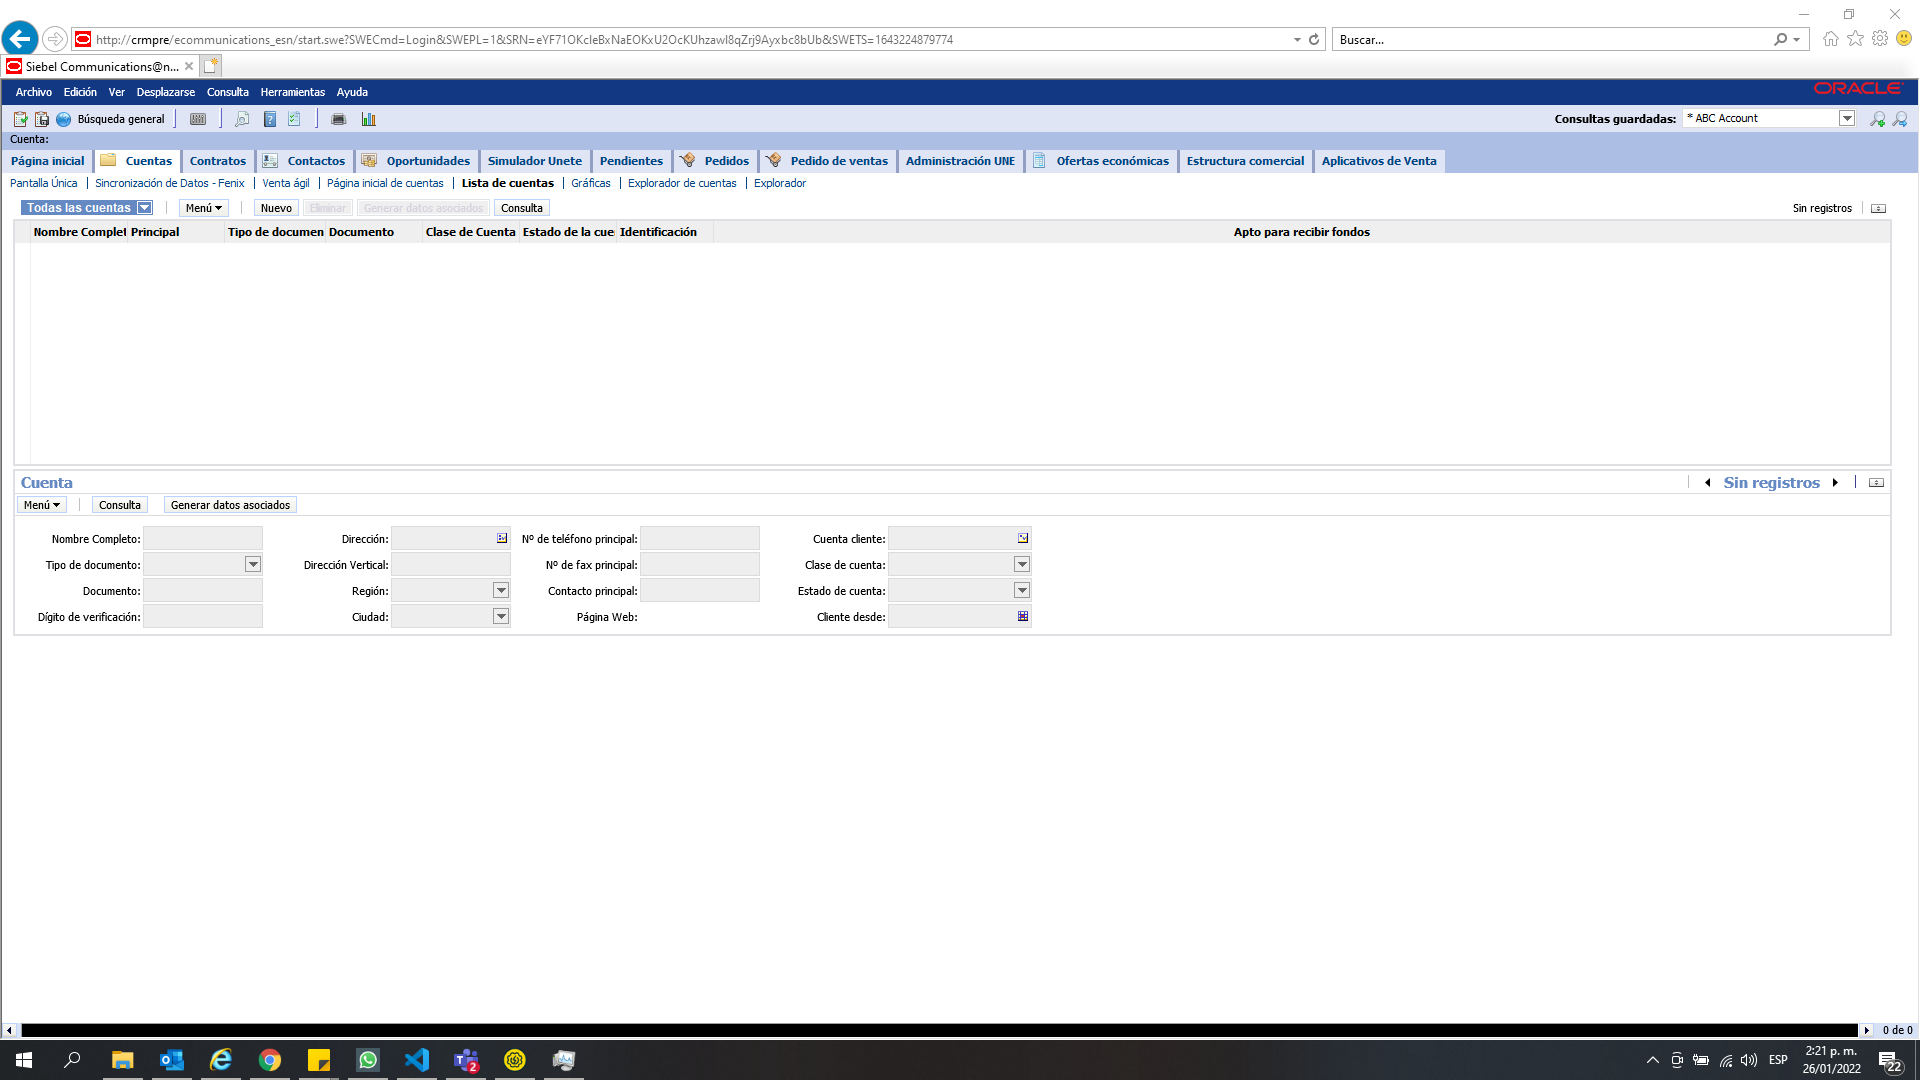 http://crmpre/ecommunications_esn/start.swe?SWECmd=Login&SWEPL=1&SRN=eYF71OKcIeBxNaEOKxU2OcKUhzawI8qZrj9Ayxbc8bUb&SWETS=1643224879774
Buscar...
Siebel Communications@n...
Archivo Edición Ver Desplazarse Consulta Herramientas Ayuda
ORACLE
Búsqueda general
Consultas guardadas: * ABC Account
Cuenta:
Página inicial Cuentas Contratos Contactos Oportunidades Simulador Unete Pendientes Pedidos Pedido de ventas Administración UNE Ofertas económicas Estructura comercial Aplicativos de Venta
Pantalla Única Sincronización de Datos - Fenix Venta ágil Página inicial de cuentas Lista de cuentas Gráficas Explorador de cuentas Explorador
Todas las cuentas Menú Nuevo Eliminar Generar datos asociados Consulta Sin registros
Nombre Complet Principal Tipo de documen Documento Clase de Cuenta Estado de la cue Identificación Apto para recibir fondos
Cuenta
Sin registros
Menú Consulta Generar datos asociados
Nombre Completo: Dirección: Nº de teléfono principal: Cuenta cliente:
Tipo de documento: Dirección Vertical: Nº de fax principal: Clase de cuenta:
Documento: Región: Contacto principal: Estado de cuenta:
Dígito de verificación: Ciudad: Página Web: Cliente desde:
0 de 0
2
ESP
2:21 p. m.
26/01/2022
22